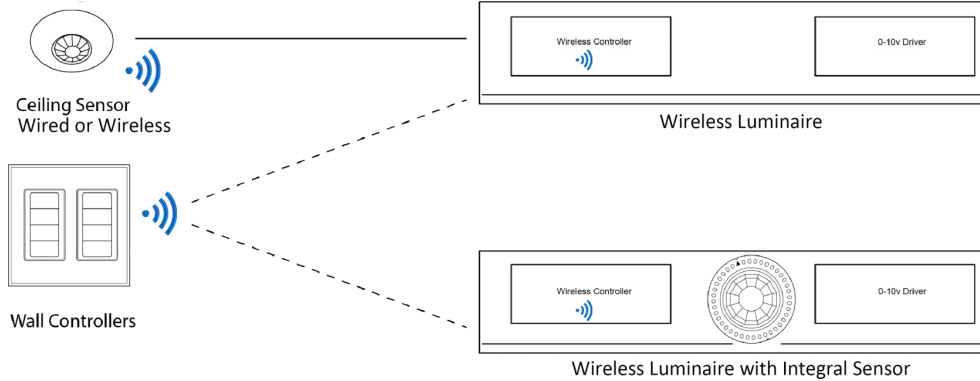 Wireless Controller
0-10v Driver
Ceiling Sensor
Wired or Wireless
Wireless Luminaire
Wall Controllers
Wireless Controller
0-10v Driver
Wireless Luminaire with Integral Sensor